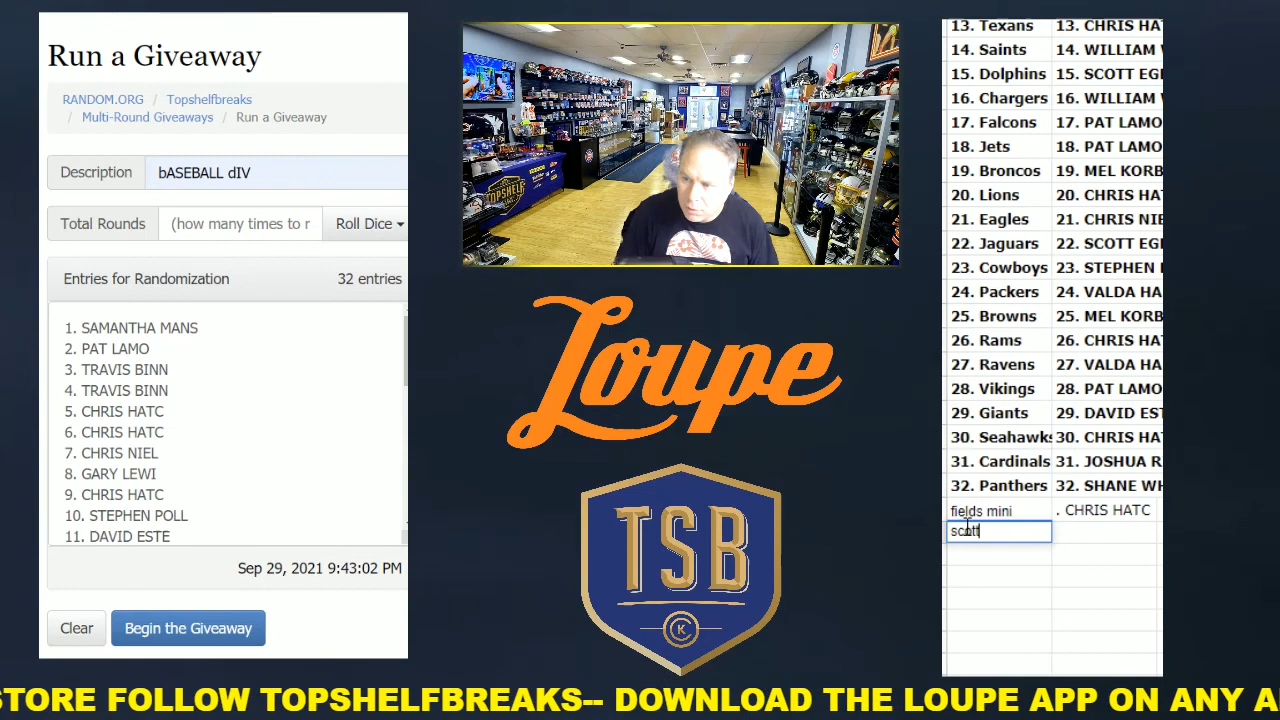 Run a Giveaway
RANDOM.ORG / Topshelfbreaks
/ Multi-Round Giveaways / Run a Giveaway
Description bASEBALL dIV
Total Rounds (how many times to r Roll Dice
Entries for Randomization 32 entries
1. SAMANTHA MANS
2. PAT LAMO
3. TRAVIS BINN
4. TRAVIS BINN
5. CHRIS HATC
6. CHRIS HATC
7. CHRIS NIEL
8. GARY LEWI
9. CHRIS HATC
10. STEPHEN POLL
11. DAVID ESTE
Sep 29, 2021 9:43:02 PM
Clear Begin the Giveaway
TOPSHELF
Loupe
TSB
CK
13. Texans 13. CHRIS HATC
14. Saints 14. WILLIAM
15. Dolphins 15. SCOTT EGI
16. Chargers 16. WILLIAM
17. Falcons 17. PAT LAMO
18. Jets 18. PAT LAMO
19. Broncos 19. MEL KORB
20. Lions 20. CHRIS HAT
21. Eagles 21. CHRIS NIE
22. Jaguars 22. SCOTT EGI
23. Cowboys 23. STEPHEN
24. Packers 24. VALDA HA
25. Browns 25. MEL KORB
26. Rams 26. CHRIS HA
27. Ravens 27. VALDA HA
28. Vikings 28. PAT LAMO
29. Giants 29. DAVID EST
30. Seahawks 30. CHRIS HA
31. Cardinals 31. JOSHUA R
32. Panthers 32. SHANE WH
fields mini . CHRIS HATC
scott
STORE FOLLOW TOPSHELFBREAKS-- DOWNLOAD THE LOUPE APP ON ANY A